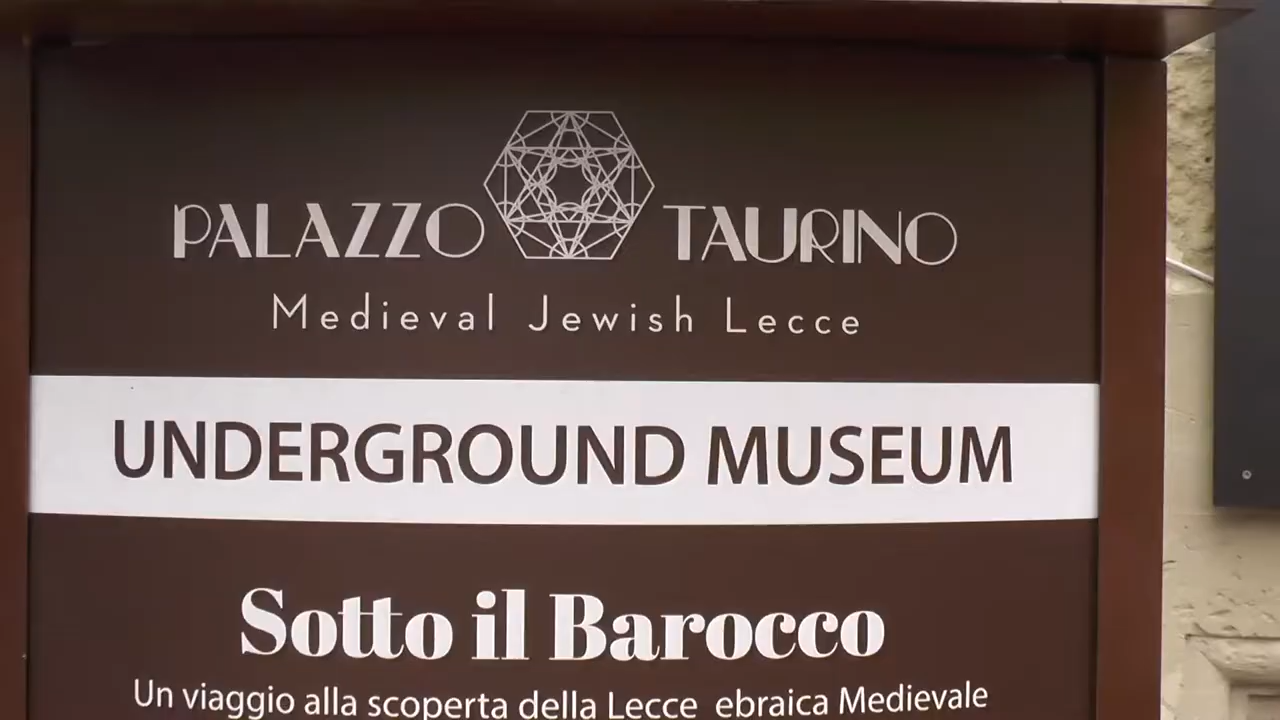 PALAZZO TAURINO
Medieval Jewish Lecce
UNDERGROUND MUSEUM
Sotto il Barocco
Un viaggio alla scoperta della Lecce ebraica Medievale